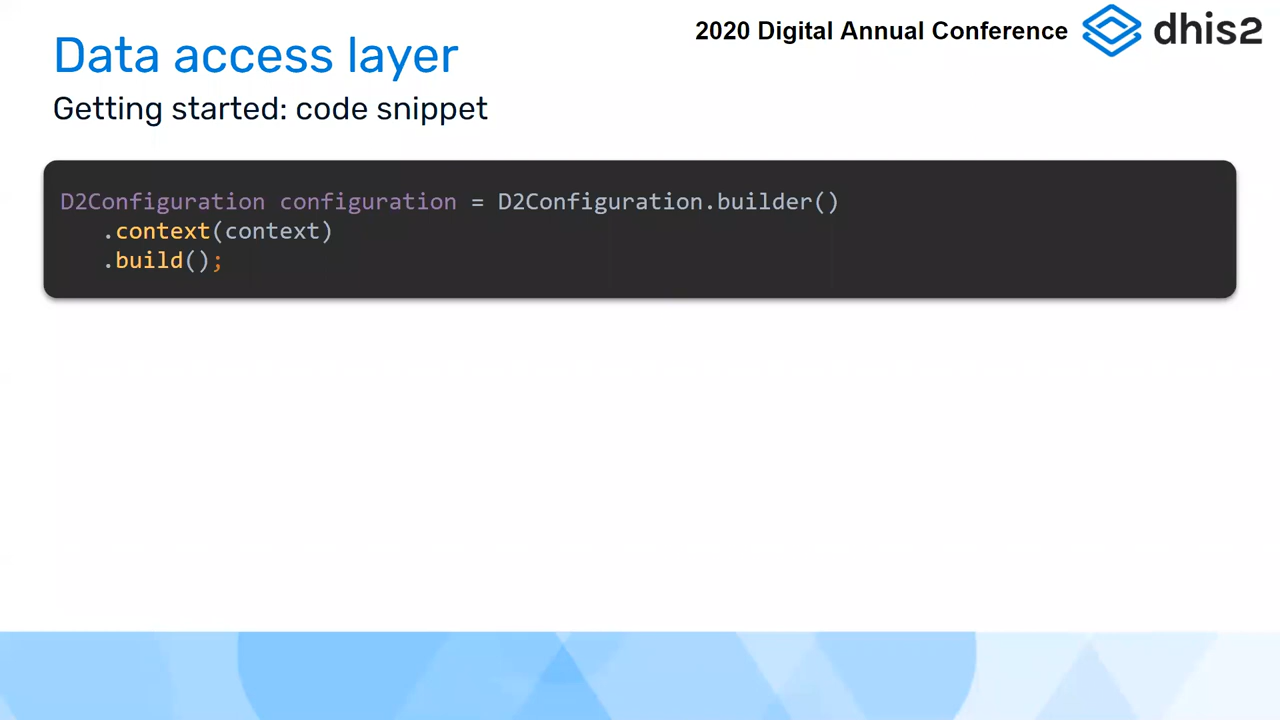 2020 Digital Annual Conference dhis2
Data access layer
Getting started: code snippet
D2Configuration configuration = D2Configuration.builder()
.context(context)
.build();